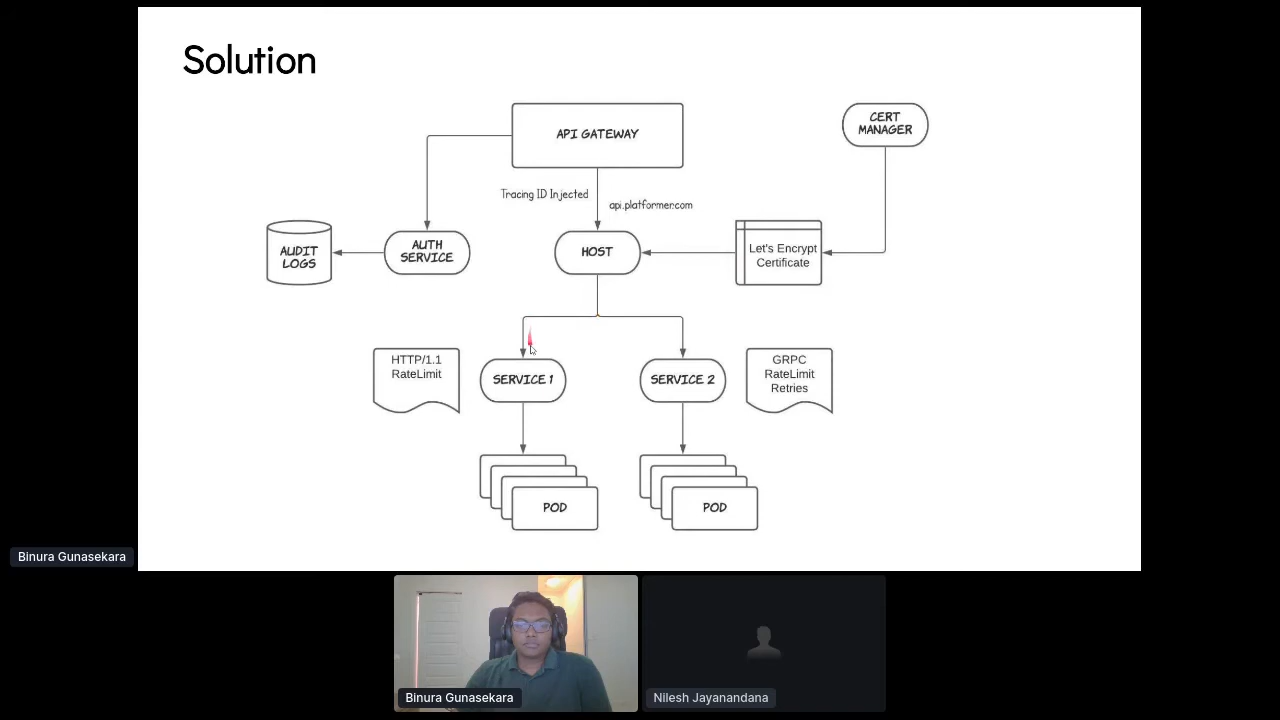 Solution
API GATEWAY
CERT
MANAGER
Tracing ID Injected
api.platformer.com
AUDIT
LOGS
AUTH
SERVICE
HOST
Let's Encrypt
Certificate
HTTP/1.1
RateLimit
SERVICE 1
SERVICE 2
GRPC
RateLimit
Retries
POD
POD
Binura Gunasekara
Binura Gunasekara
Nilesh Jayanandana